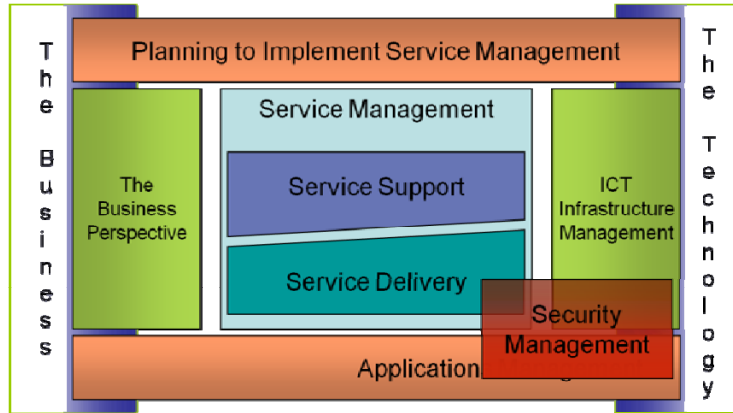 The Business
Planning to Implement Service Management
The Technology
Service Management
The
Business
Perspective
Service Support
Service Delivery
ICT
Infrastructure
Management
Security
Management
Application